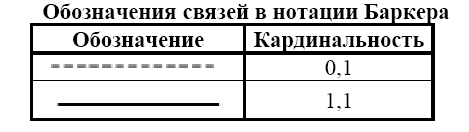 Обозначения связей в нотации Баркера
Обозначение Кардинальность
0,1
1,1